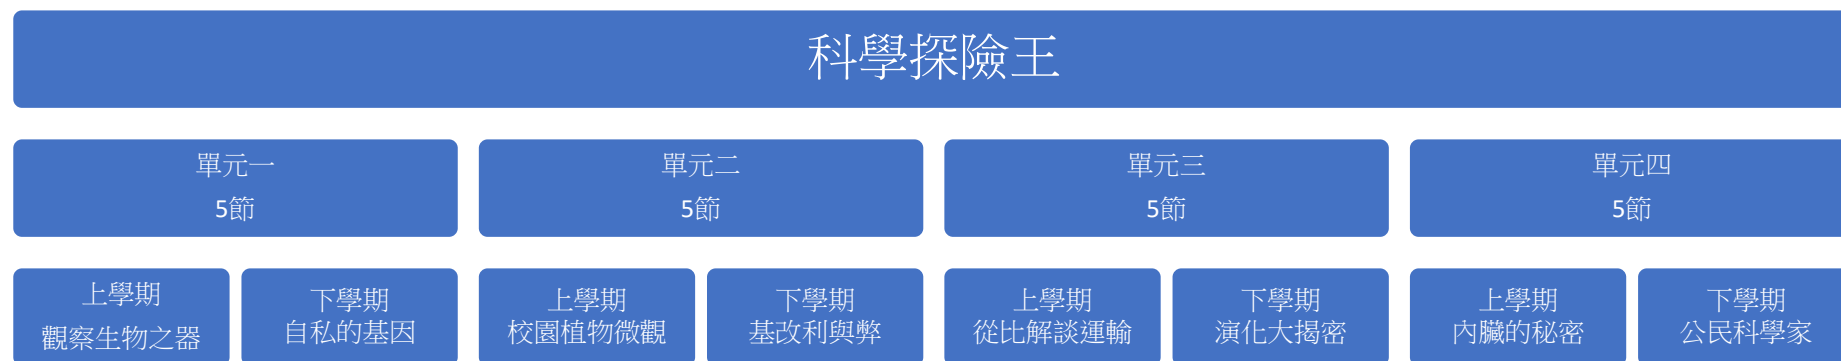 科學探險王
單元一
5節
單元二
5節
單元三
5節
單元四
5節
上學期
觀察生物之器
下學期
自私的基因
上學期
校園植物微觀
下學期
基改利與弊
上學期
從比解談運輸
下學期
演化大揭密
上學期
內臟的秘密
下學期
公民科學家